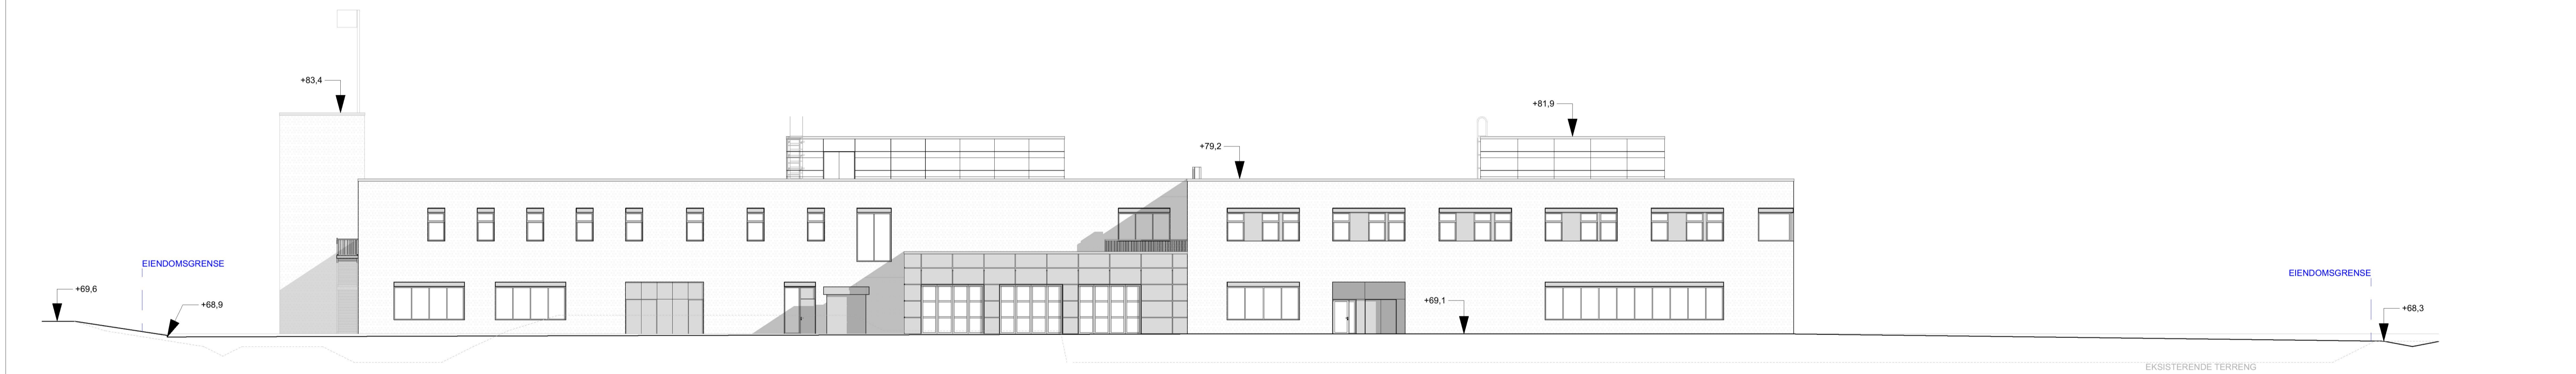 +83,4
+81,9
+79,2
EIENDOMSGRENSE
EIENDOMSGRENSE
+69,6
+68,9
+69,1
+68,3
EKSISTERENDE TERRENG